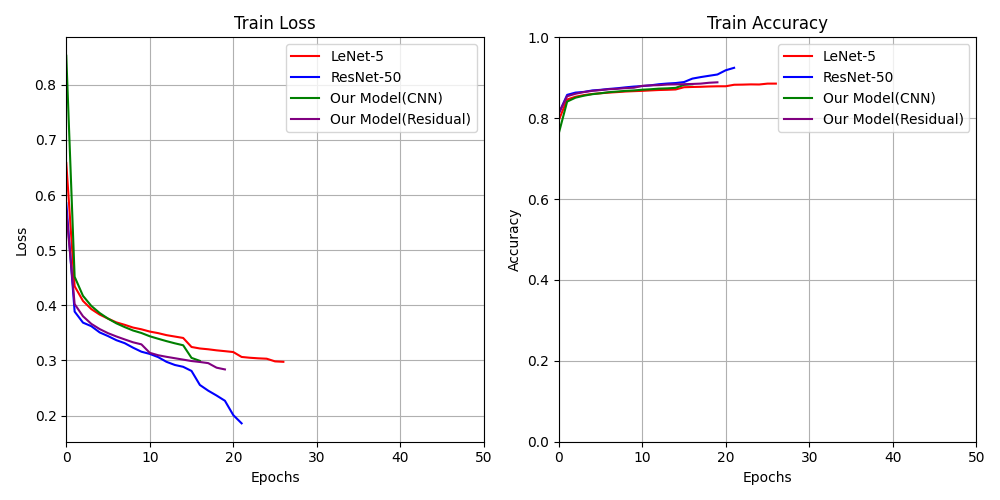 Train Loss
Loss
0.8
0.7
0.6
0.5
0.4
0.3
0.2
0
10
20
30
40
50
Epochs
LeNet-5
ResNet-50
Our Model(CNN)
Our Model(Residual)
Train Accuracy
Accuracy
1.0
0.8
0.6
0.4
0.2
0.0
0
10
20
30
40
50
Epochs
LeNet-5
ResNet-50
Our Model(CNN)
Our Model(Residual)